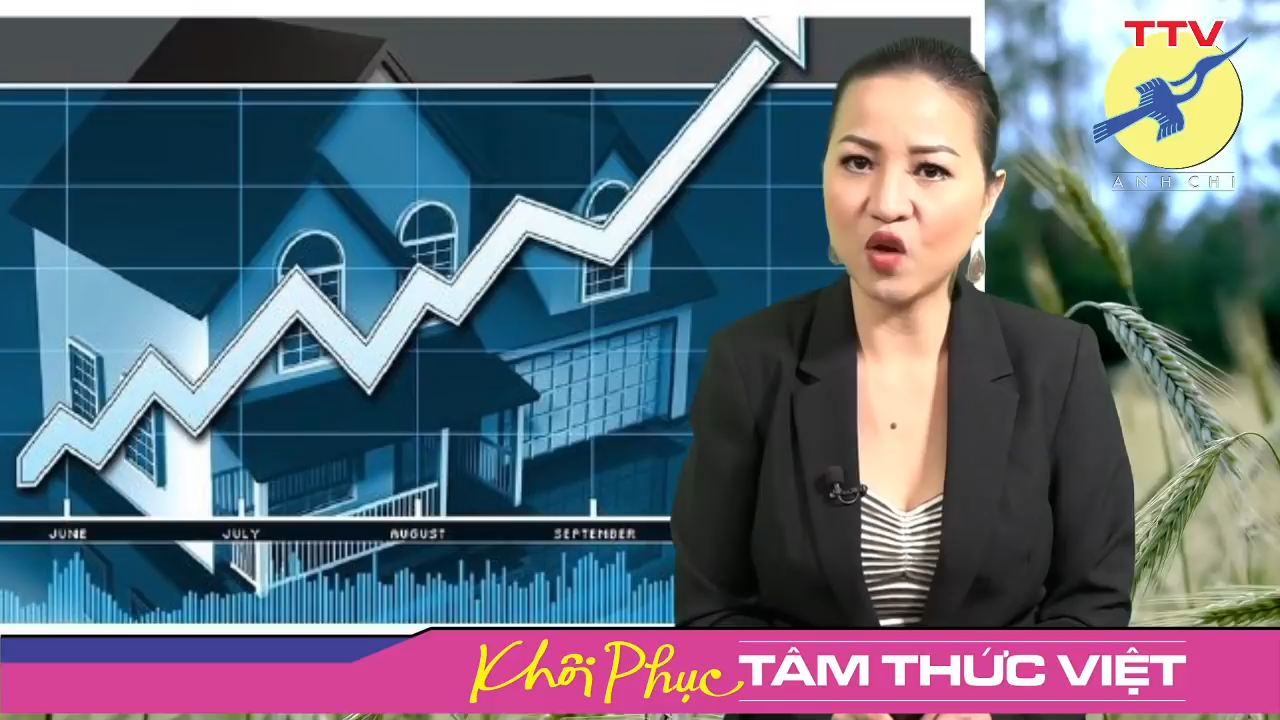 TTV
ANH CHI
JUNE JULY AUGUST SEPTEMBER
Khôi Phục TÂM THỨC VIỆT